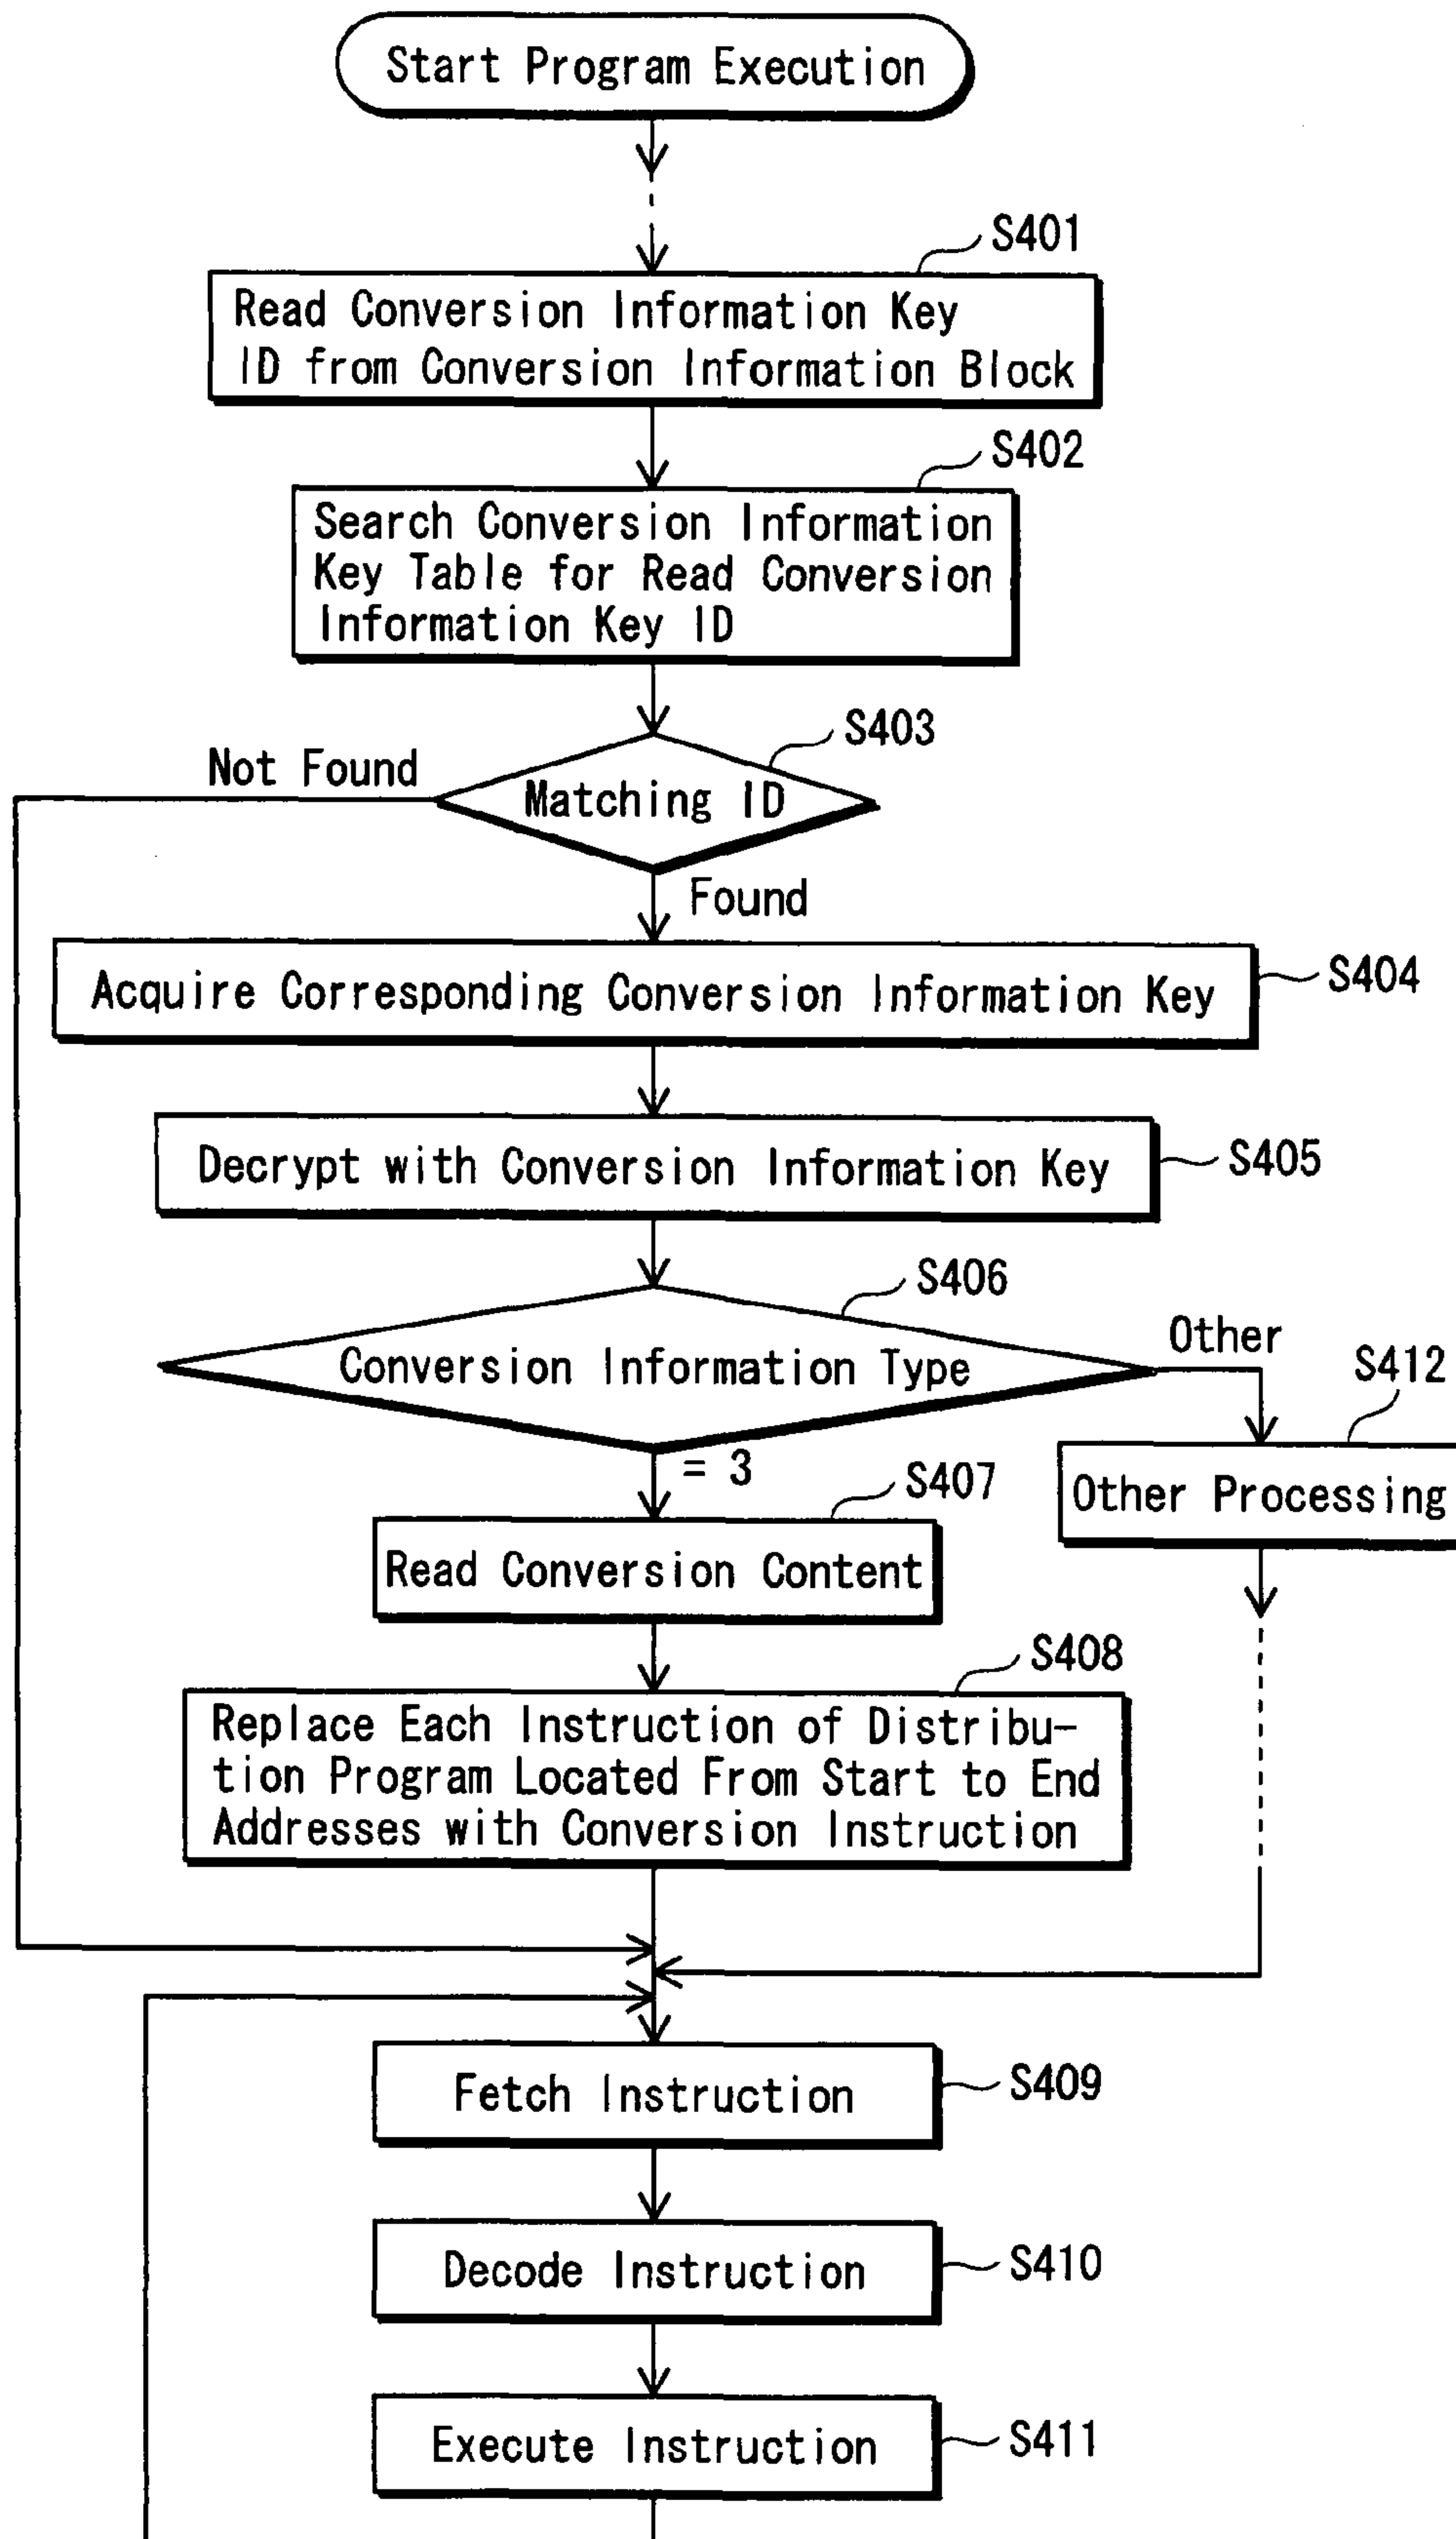 Start Program Execution
S401
Read Conversion Information Key
ID from Conversion Information Block
S402
Search Conversion Information
Key Table for Read Conversion
Information Key ID
S403
Not Found
Matching ID
Found
Acquire Corresponding Conversion Information Key
S404
Decrypt with Conversion Information Key
S405
S406
Other
Conversion Information Type
S412
= 3
S407
Other Processing
Read Conversion Content
S408
Replace Each Instruction of Distribu-
tion Program Located From Start to End
Addresses with Conversion Instruction
Fetch Instruction
S409
Decode Instruction
S410
Execute Instruction
S411